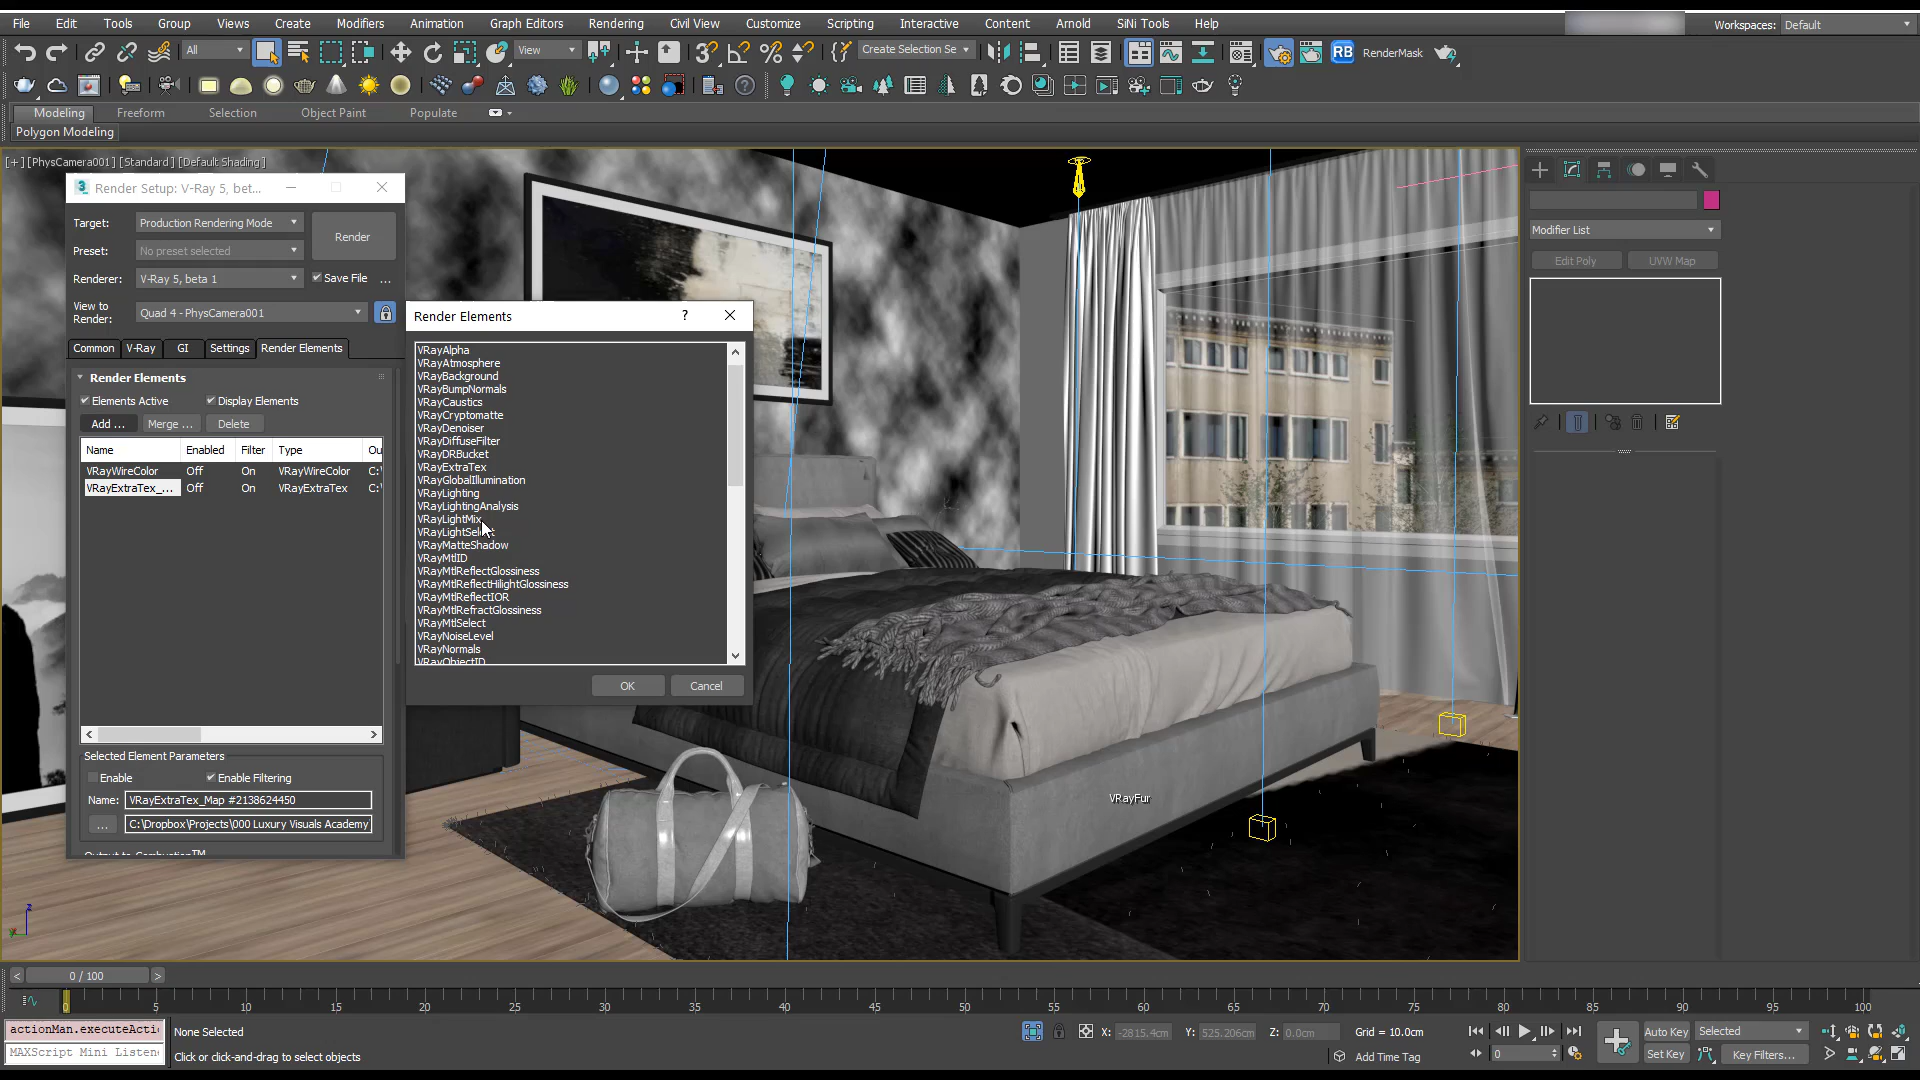 File Edit Tools Group Views Create Modifiers Animation Graph Editors Rendering Civil View Customize Scripting Interactive Content Arnold SiNi Tools Help Workspaces: Default
All View Create Selection Se RB RenderMask
Modeling Freeform Selection Object Paint Populate
Polygon Modeling
[+] [PhysCamera001] [Standard] [Default Shading]
Render Setup: V-Ray 5, bet...
Target: Production Rendering Mode
Render
Preset: No preset selected
Renderer: V-Ray 5, beta 1 Save File ...
View to Render: Quad 4 - PhysCamera001
Common V-Ray GI Settings Render Elements
Render Elements
Elements Active Display Elements
Add ... Merge ... Delete
Name Enabled Filter Type Ou
VRayWireColor Off On VRayWireColor C:\
VRayExtraTex_... Off On VRayExtraTex C:\
Selected Element Parameters
Enable Enable Filtering
Name: VRayExtraTex_Map #2138624450
... C:\Dropbox\Projects\000 Luxury Visuals Academy
Render Elements ?
VRayAlpha
VRayAtmosphere
VRayBackground
VRayBumpNormals
VRayCaustics
VRayCryptomatte
VRayDenoiser
VRayDiffuseFilter
VRayDRBucket
VRayExtraTex
VRayGlobalIllumination
VRayLighting
VRayLightingAnalysis
VRayLightMix
VRayLightSelect
VRayMatteShadow
VRayMtlID
VRayMtlReflectGlossiness
VRayMtlReflectHilightGlossiness
VRayMtlReflectIOR
VRayMtlRefractGlossiness
VRayMtlSelect
VRayNoiseLevel
VRayNormals
VRayObjectID
OK Cancel
Modifier List
Edit Poly UVW Map
VRayFur
z
< 0 / 100 >
0 5 10 15 20 25 30 35 40 45 50 55 60 65 70 75 80 85 90 95 100
actionMan.executeActi
MAXScript Mini Listen
None Selected
Click or click-and-drag to select objects
X: -2815.4cm Y: 525.206cm Z: 0.0cm Grid = 10.0cm
Add Time Tag
0
Auto Key Selected
Set Key Key Filters...